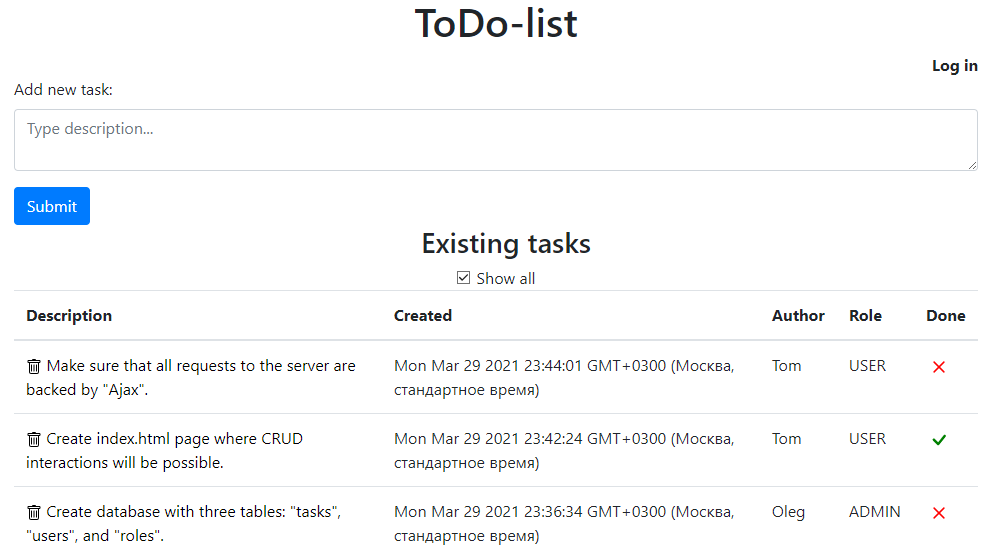 ToDo-list
Log in
Add new task:
Type description...
Submit
Existing tasks
Show all
Description Created Author Role Done
Make sure that all requests to the server are Mon Mar 29 2021 23:44:01 GMT+0300 (Москва, Tom USER
backed by "Ajax". стандартное время)
Create index.html page where CRUD Mon Mar 29 2021 23:42:24 GMT+0300 (Москва, Tom USER
interactions will be possible. стандартное время)
Create database with three tables: "tasks", Mon Mar 29 2021 23:36:34 GMT+0300 (Москва, Oleg ADMIN
"users", and "roles". стандартное время)